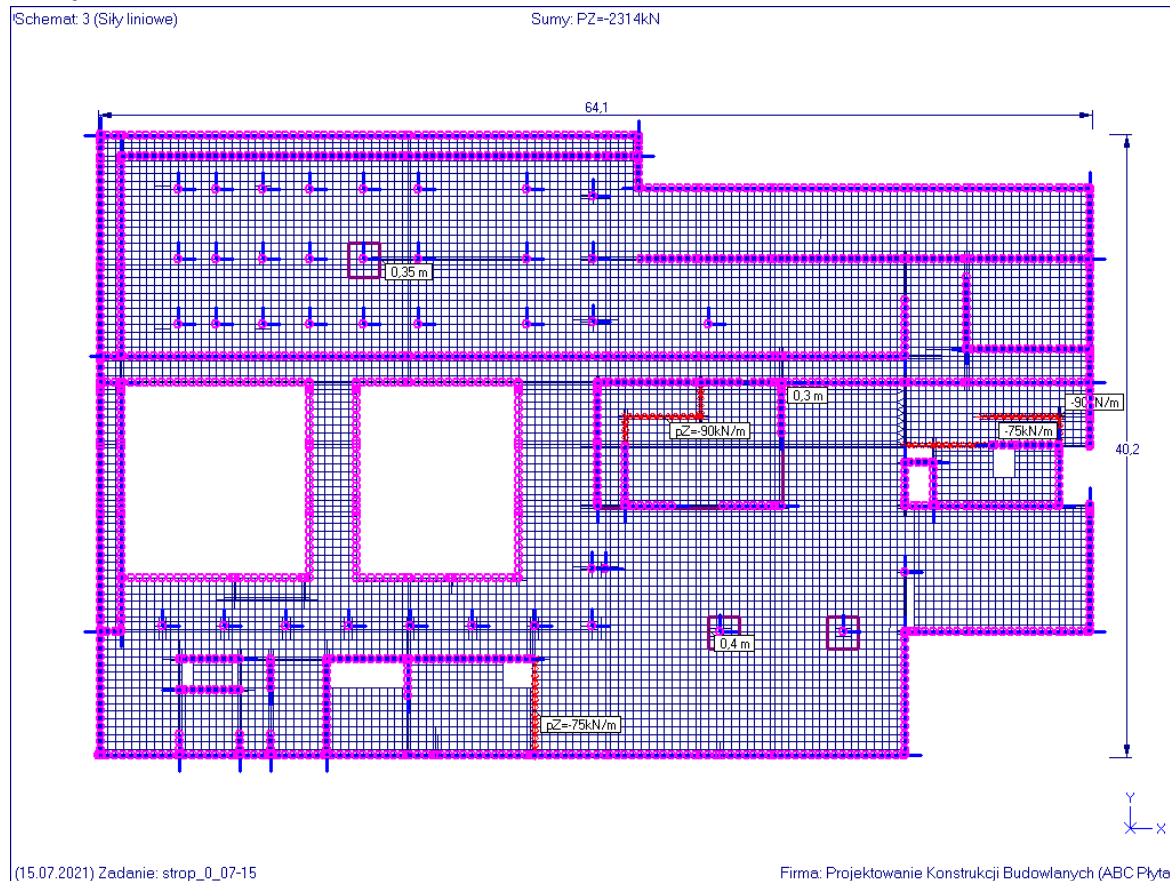 Schemat: 3 (Siły liniowe)
Sumy: PZ=-2314kN
64,1
0,35 m
0,3 m
-90kN/m
pZ=-90kN/m
-75kN/m
40,2
0,4 m
pZ=-75kN/m
Y
X
(15.07.2021) Zadanie: strop_0_07-15
Firma: Projektowanie Konstrukcji Budowlanych (ABC Płyta